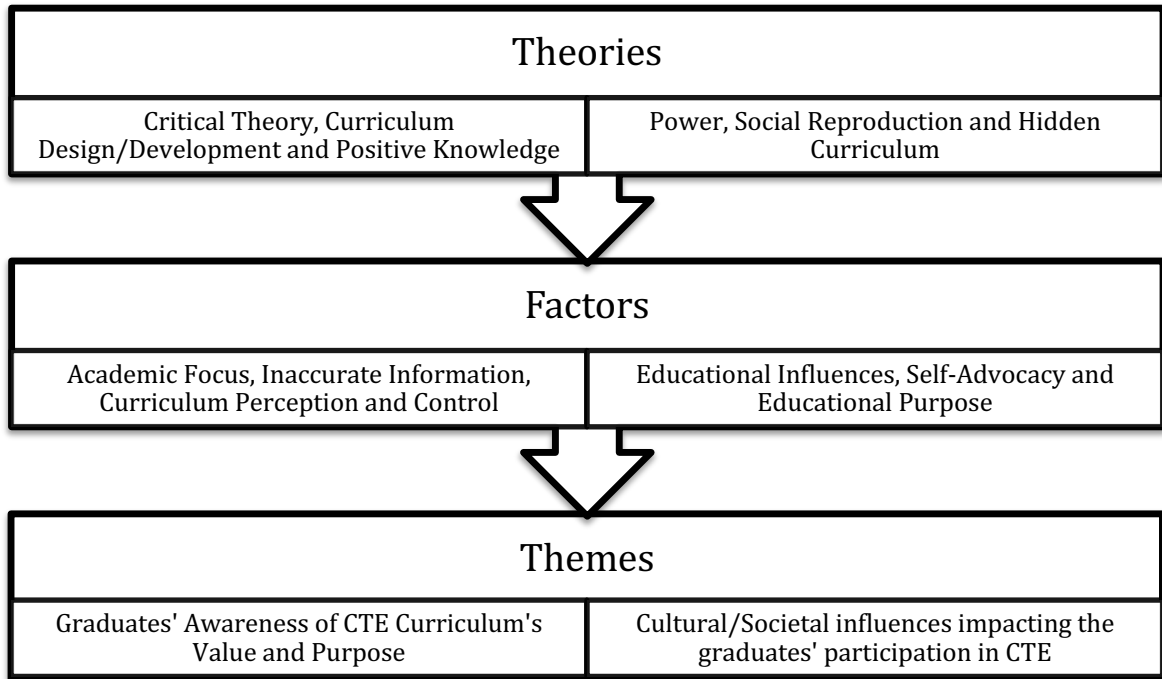 Theories
Critical Theory, Curriculum
Design/Development and Positive Knowledge
Power, Social Reproduction and Hidden
Curriculum
Factors
Academic Focus, Inaccurate Information,
Curriculum Perception and Control
Educational Influences, Self-Advocacy and
Educational Purpose
Themes
Graduates' Awareness of CTE Curriculum's
Value and Purpose
Cultural/Societal influences impacting the
graduates' participation in CTE